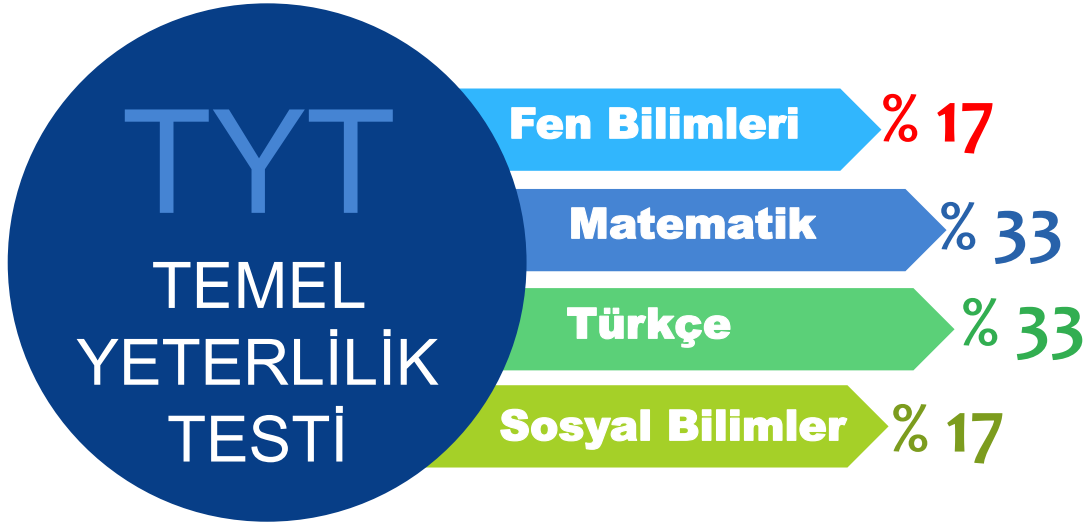 TYT
TEMEL
YETERLİLİK
TESTİ
Fen Bilimleri % 17
Matematik % 33
Türkçe % 33
Sosyal Bilimler % 17